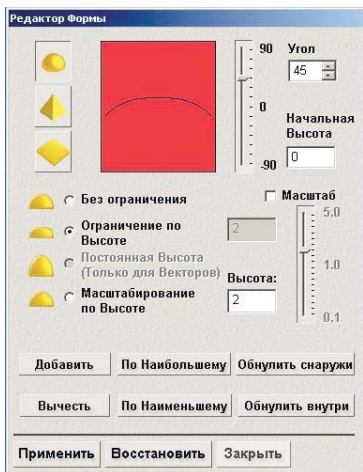 Редактор Формы
90
0
-90
Угол
45
Начальная
Высота
0
Без ограничения
Ограничение по
Высоте
Постоянная Высота
(Только для Векторов)
Масштабирование
по Высоте
Масштаб
2
5.0
1.0
0.1
Высота:
2
Добавить
По Наибольшему
Обнулить снаружи
Вычесть
По Наименьшему
Обнулить внутри
Применить
Восстановить
Закрыть